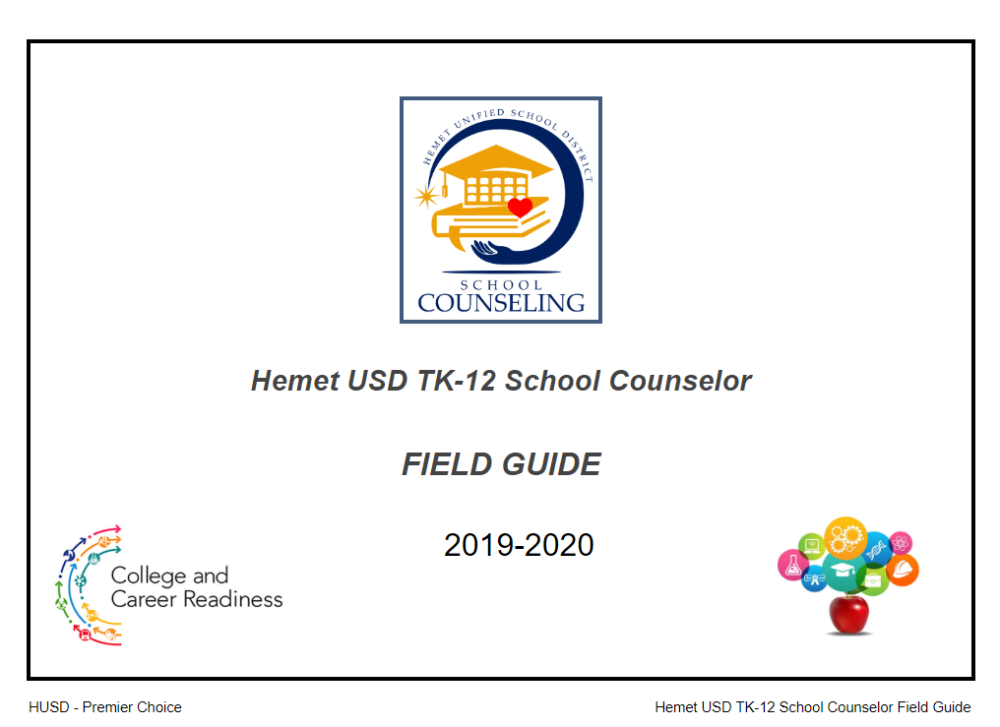 HEMET UNIFIED SCHOOL DISTRICT
SCHOOL
COUNSELING
Hemet USD TK-12 School Counselor
FIELD GUIDE
2019-2020
College and
Career Readiness
HUSD - Premier Choice
Hemet USD TK-12 School Counselor Field Guide